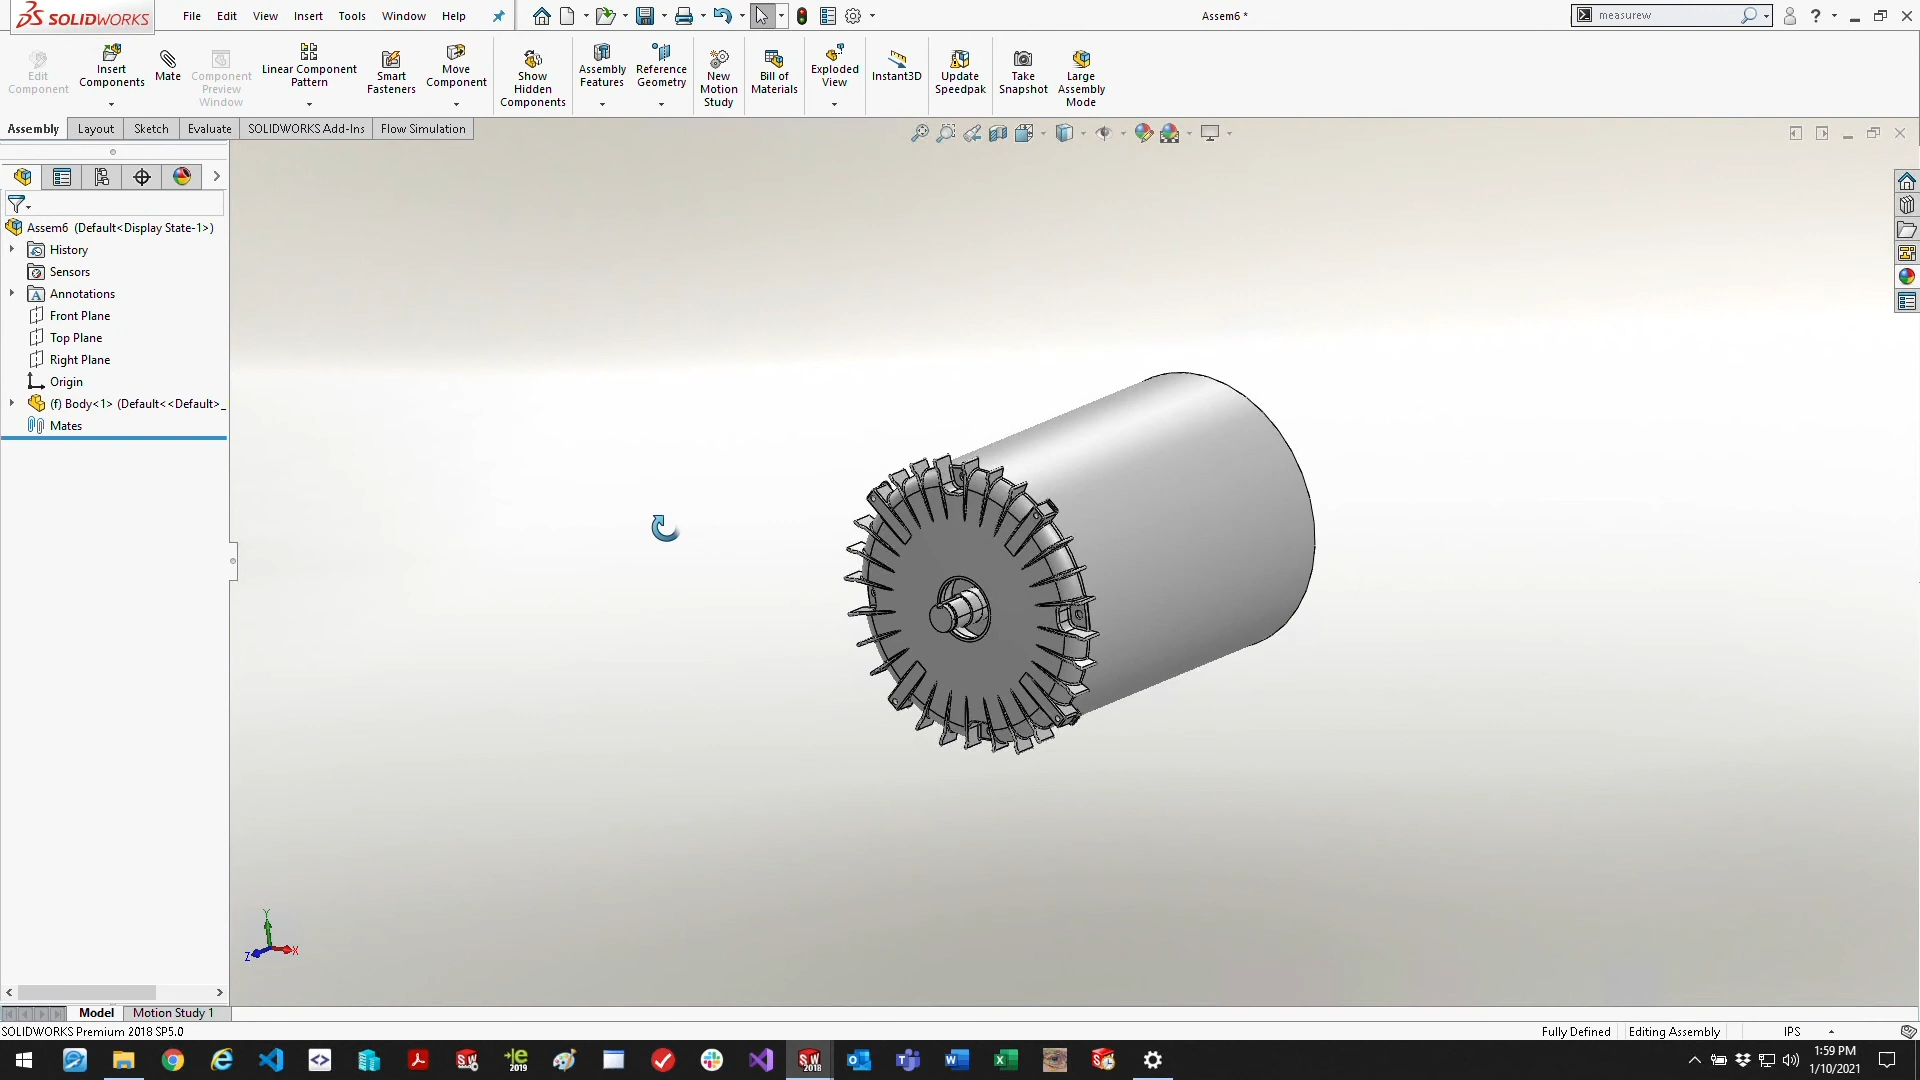 SOLIDWORKS File Edit View Insert Tools Window Help Assem6 * measurew
Edit Component
Insert Components
Mate
Component Preview Window
Linear Component Pattern
Smart Fasteners
Move Component
Show Hidden Components
Assembly Features
Reference Geometry
New Motion Study
Bill of Materials
Exploded View
Instant3D
Update Speedpak
Take Snapshot
Large Assembly Mode
Assembly Layout Sketch Evaluate SOLIDWORKS Add-Ins Flow Simulation
Assem6 (Default<Display State-1>)
History
Sensors
Annotations
Front Plane
Top Plane
Right Plane
Origin
(f) Body<1> (Default<<Default>_
Mates
Y
Z X
Model Motion Study 1
SOLIDWORKS Premium 2018 SP5.0 Fully Defined Editing Assembly IPS
1:59 PM
1/10/2021